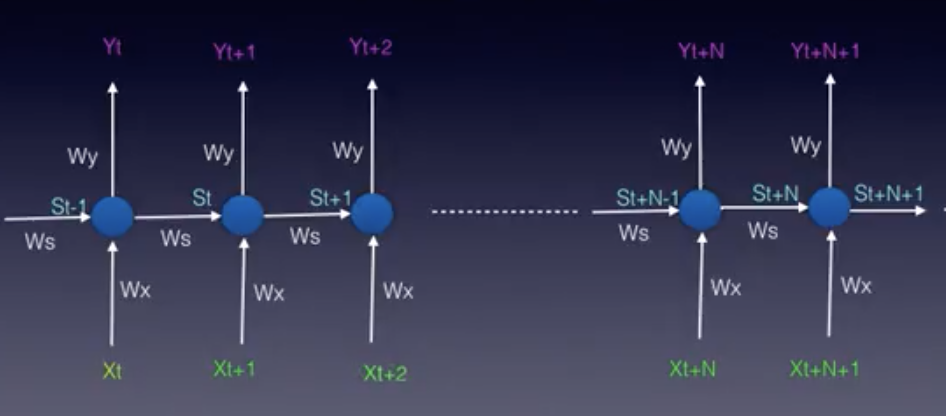 Yt Yt+1 Yt+2 Yt+N Yt+N+1
Wy Wy Wy Wy Wy
St-1 St St+1 St+N-1 St+N St+N+1
Ws Ws Ws Ws Ws
Wx Wx Wx Wx Wx
Xt Xt+1 Xt+2 Xt+N Xt+N+1